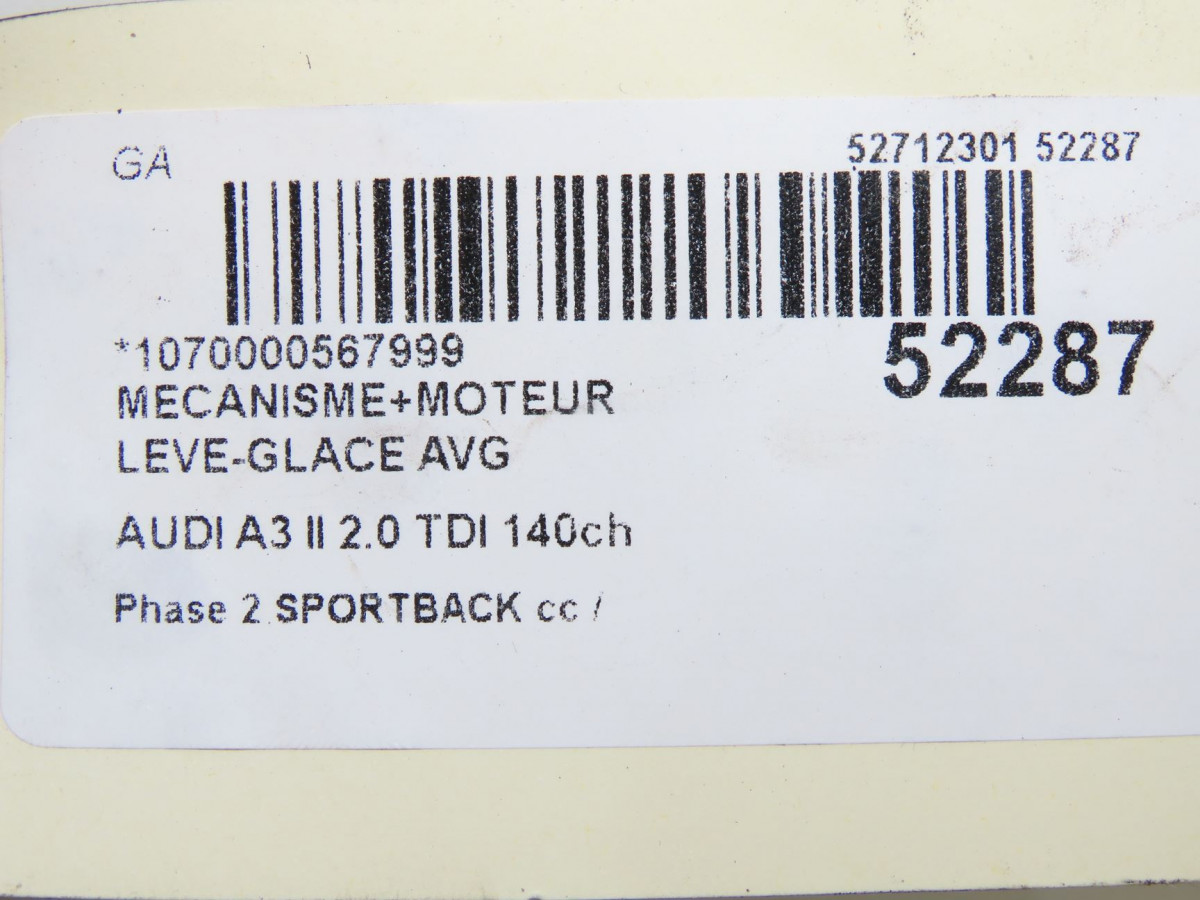 GA
52712301 52287
*1070000567999
52287
MECANISME+MOTEUR
LEVE-GLACE AVG
AUDI A3 II 2.0 TDI 140ch
Phase 2 SPORTBACK cc /